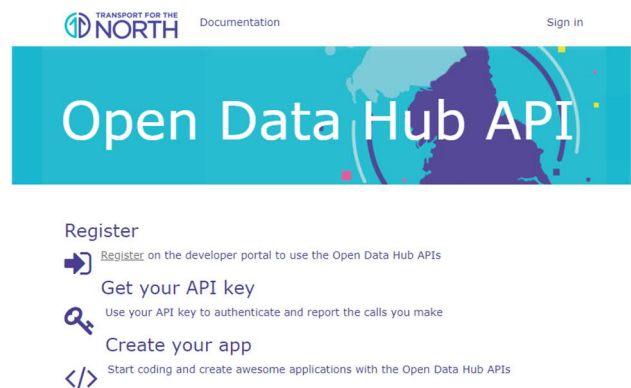 TRANSPORT FOR THE
NORTH
Documentation
Sign in
Open Data Hub API
Register
Register on the developer portal to use the Open Data Hub APIs
Get your API key
Use your API key to authenticate and report the calls you make
Create your app
Start coding and create awesome applications with the Open Data Hub APIs